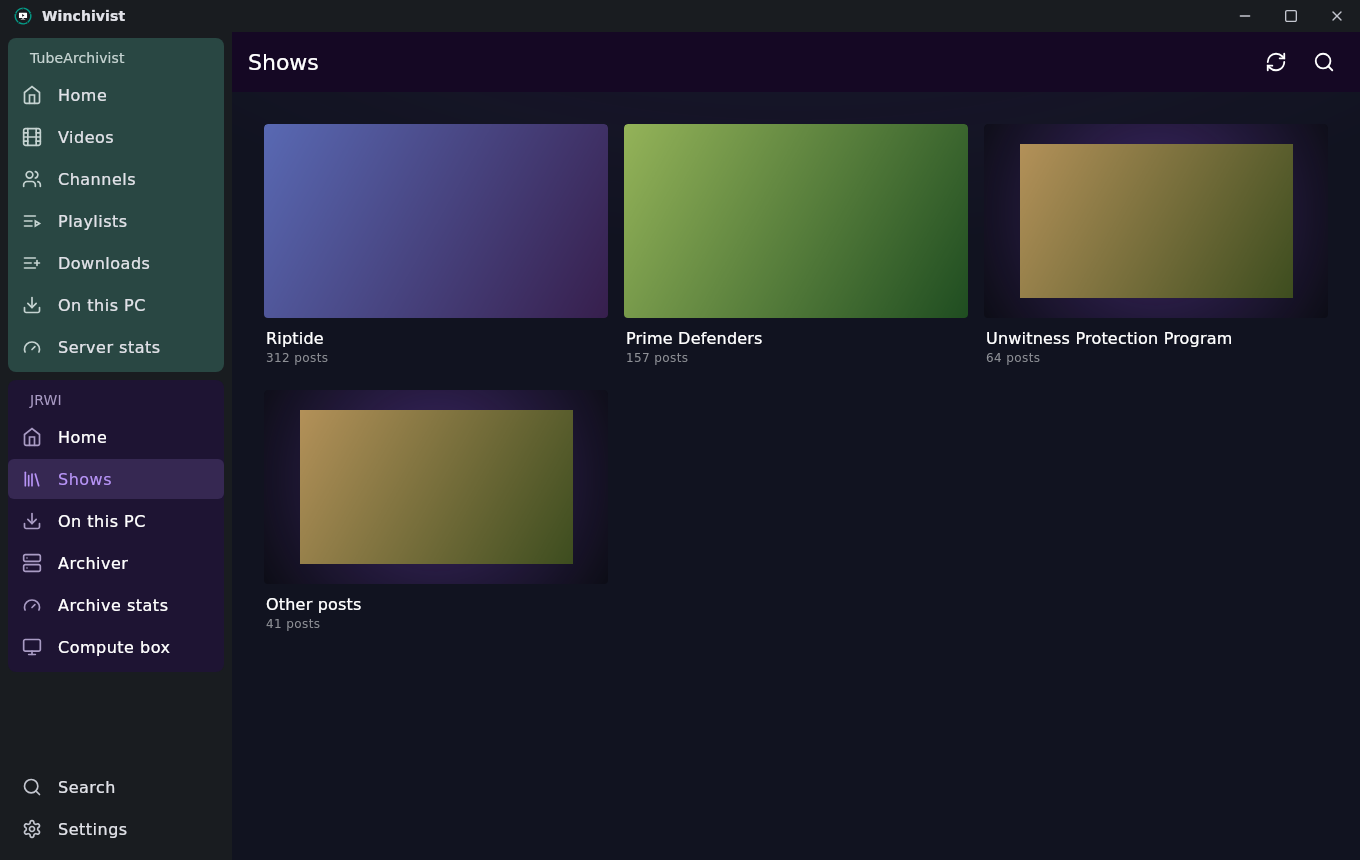 Winchivist
TubeArchivist
Home
Videos
Channels
Playlists
Downloads
On this PC
Server stats
JRWI
Home
Shows
On this PC
Archiver
Archive stats
Compute box
Search
Settings
Shows
Riptide
312 posts
Prime Defenders
157 posts
Unwitness Protection Program
64 posts
Other posts
41 posts